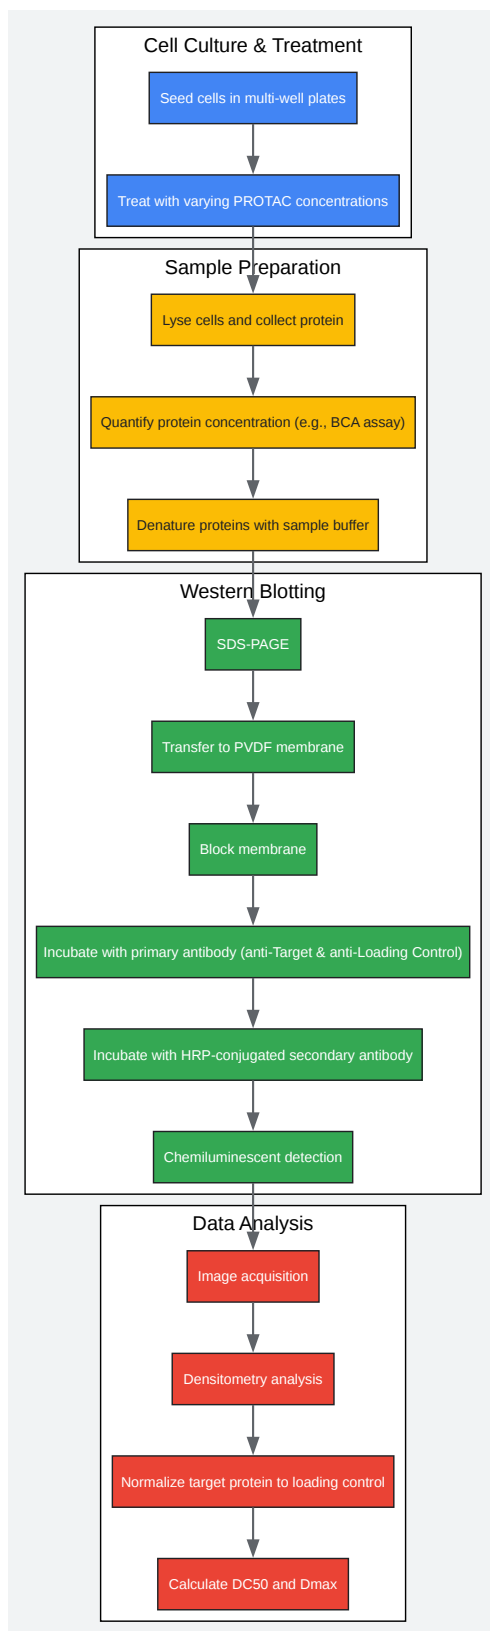 Cell Culture & Treatment
Seed cells in multi-well plates
Treat with varying PROTAC concentrations
Sample Preparation
Lyse cells and collect protein
Quantify protein concentration (e.g., BCA assay)
Denature proteins with sample buffer
Western Blotting
SDS-PAGE
Transfer to PVDF membrane
Block membrane
Incubate with primary antibody (anti-Target & anti-Loading Control)
Incubate with HRP-conjugated secondary antibody
Chemiluminescent detection
Data Analysis
Image acquisition
Densitometry analysis
Normalize target protein to loading control
Calculate DC50 and Dmax